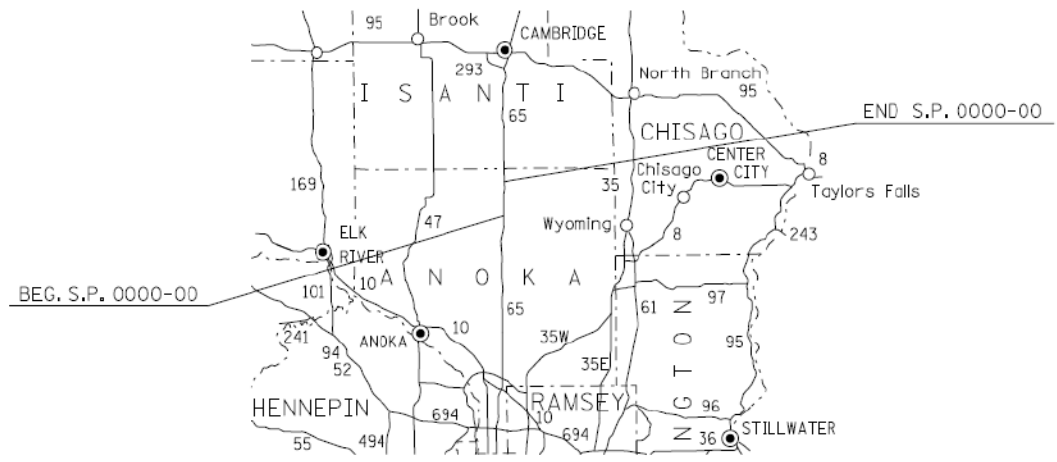 95
Brook
CAMBRIDGE
293
North Branch
I S A N T I
95
65
END S.P. 0000-00
CHISAGO
CENTER
CITY
8
Chisago
City
169
35
Taylors Falls
47
Wyoming
8
243
ELK
RIVER
A N O K A
BEG. S.P. 0000-00
101
10
65
61
97
241
ANOKA
10
35W
94
52
35E
95
HENNEPIN
RAMSEY
N G T O N
694
10
96
55
494
694
36
STILLWATER